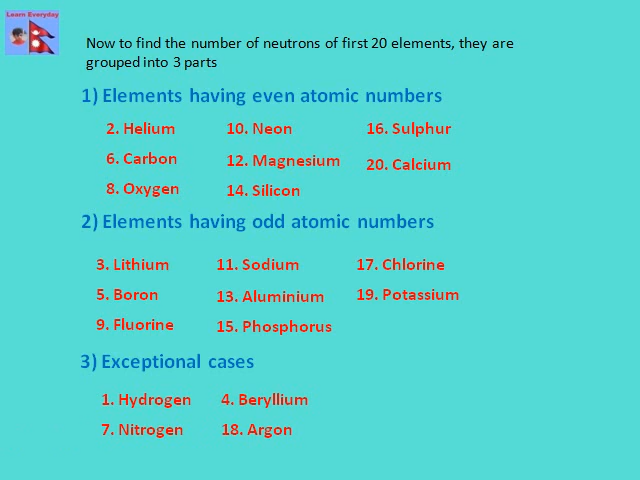 Learn Everyday
Now to find the number of neutrons of first 20 elements, they are
grouped into 3 parts
1) Elements having even atomic numbers
2. Helium 10. Neon 16. Sulphur
6. Carbon 12. Magnesium 20. Calcium
8. Oxygen 14. Silicon
2) Elements having odd atomic numbers
3. Lithium 11. Sodium 17. Chlorine
5. Boron 13. Aluminium 19. Potassium
9. Fluorine 15. Phosphorus
3) Exceptional cases
1. Hydrogen 4. Beryllium
7. Nitrogen 18. Argon